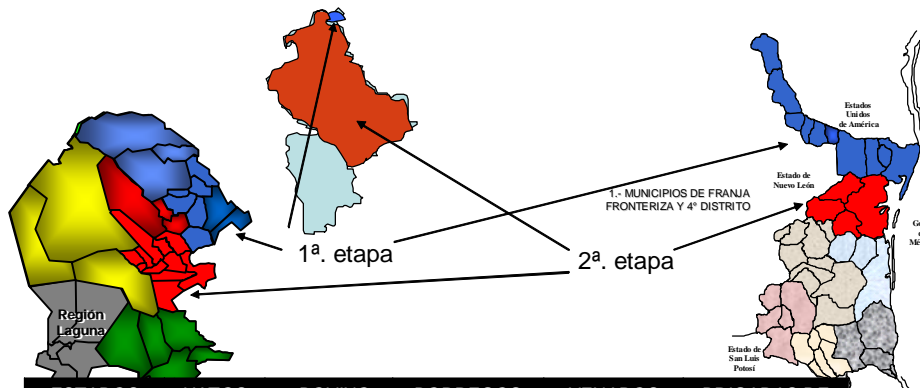 Estados
Unidos
de América
Estado de
Nuevo León
1.- MUNICIPIOS DE FRANJA
FRONTERIZA Y 4° DISTRITO
1ª. etapa
2ª. etapa
Región
Laguna
Estado de
San Luis
Potosí